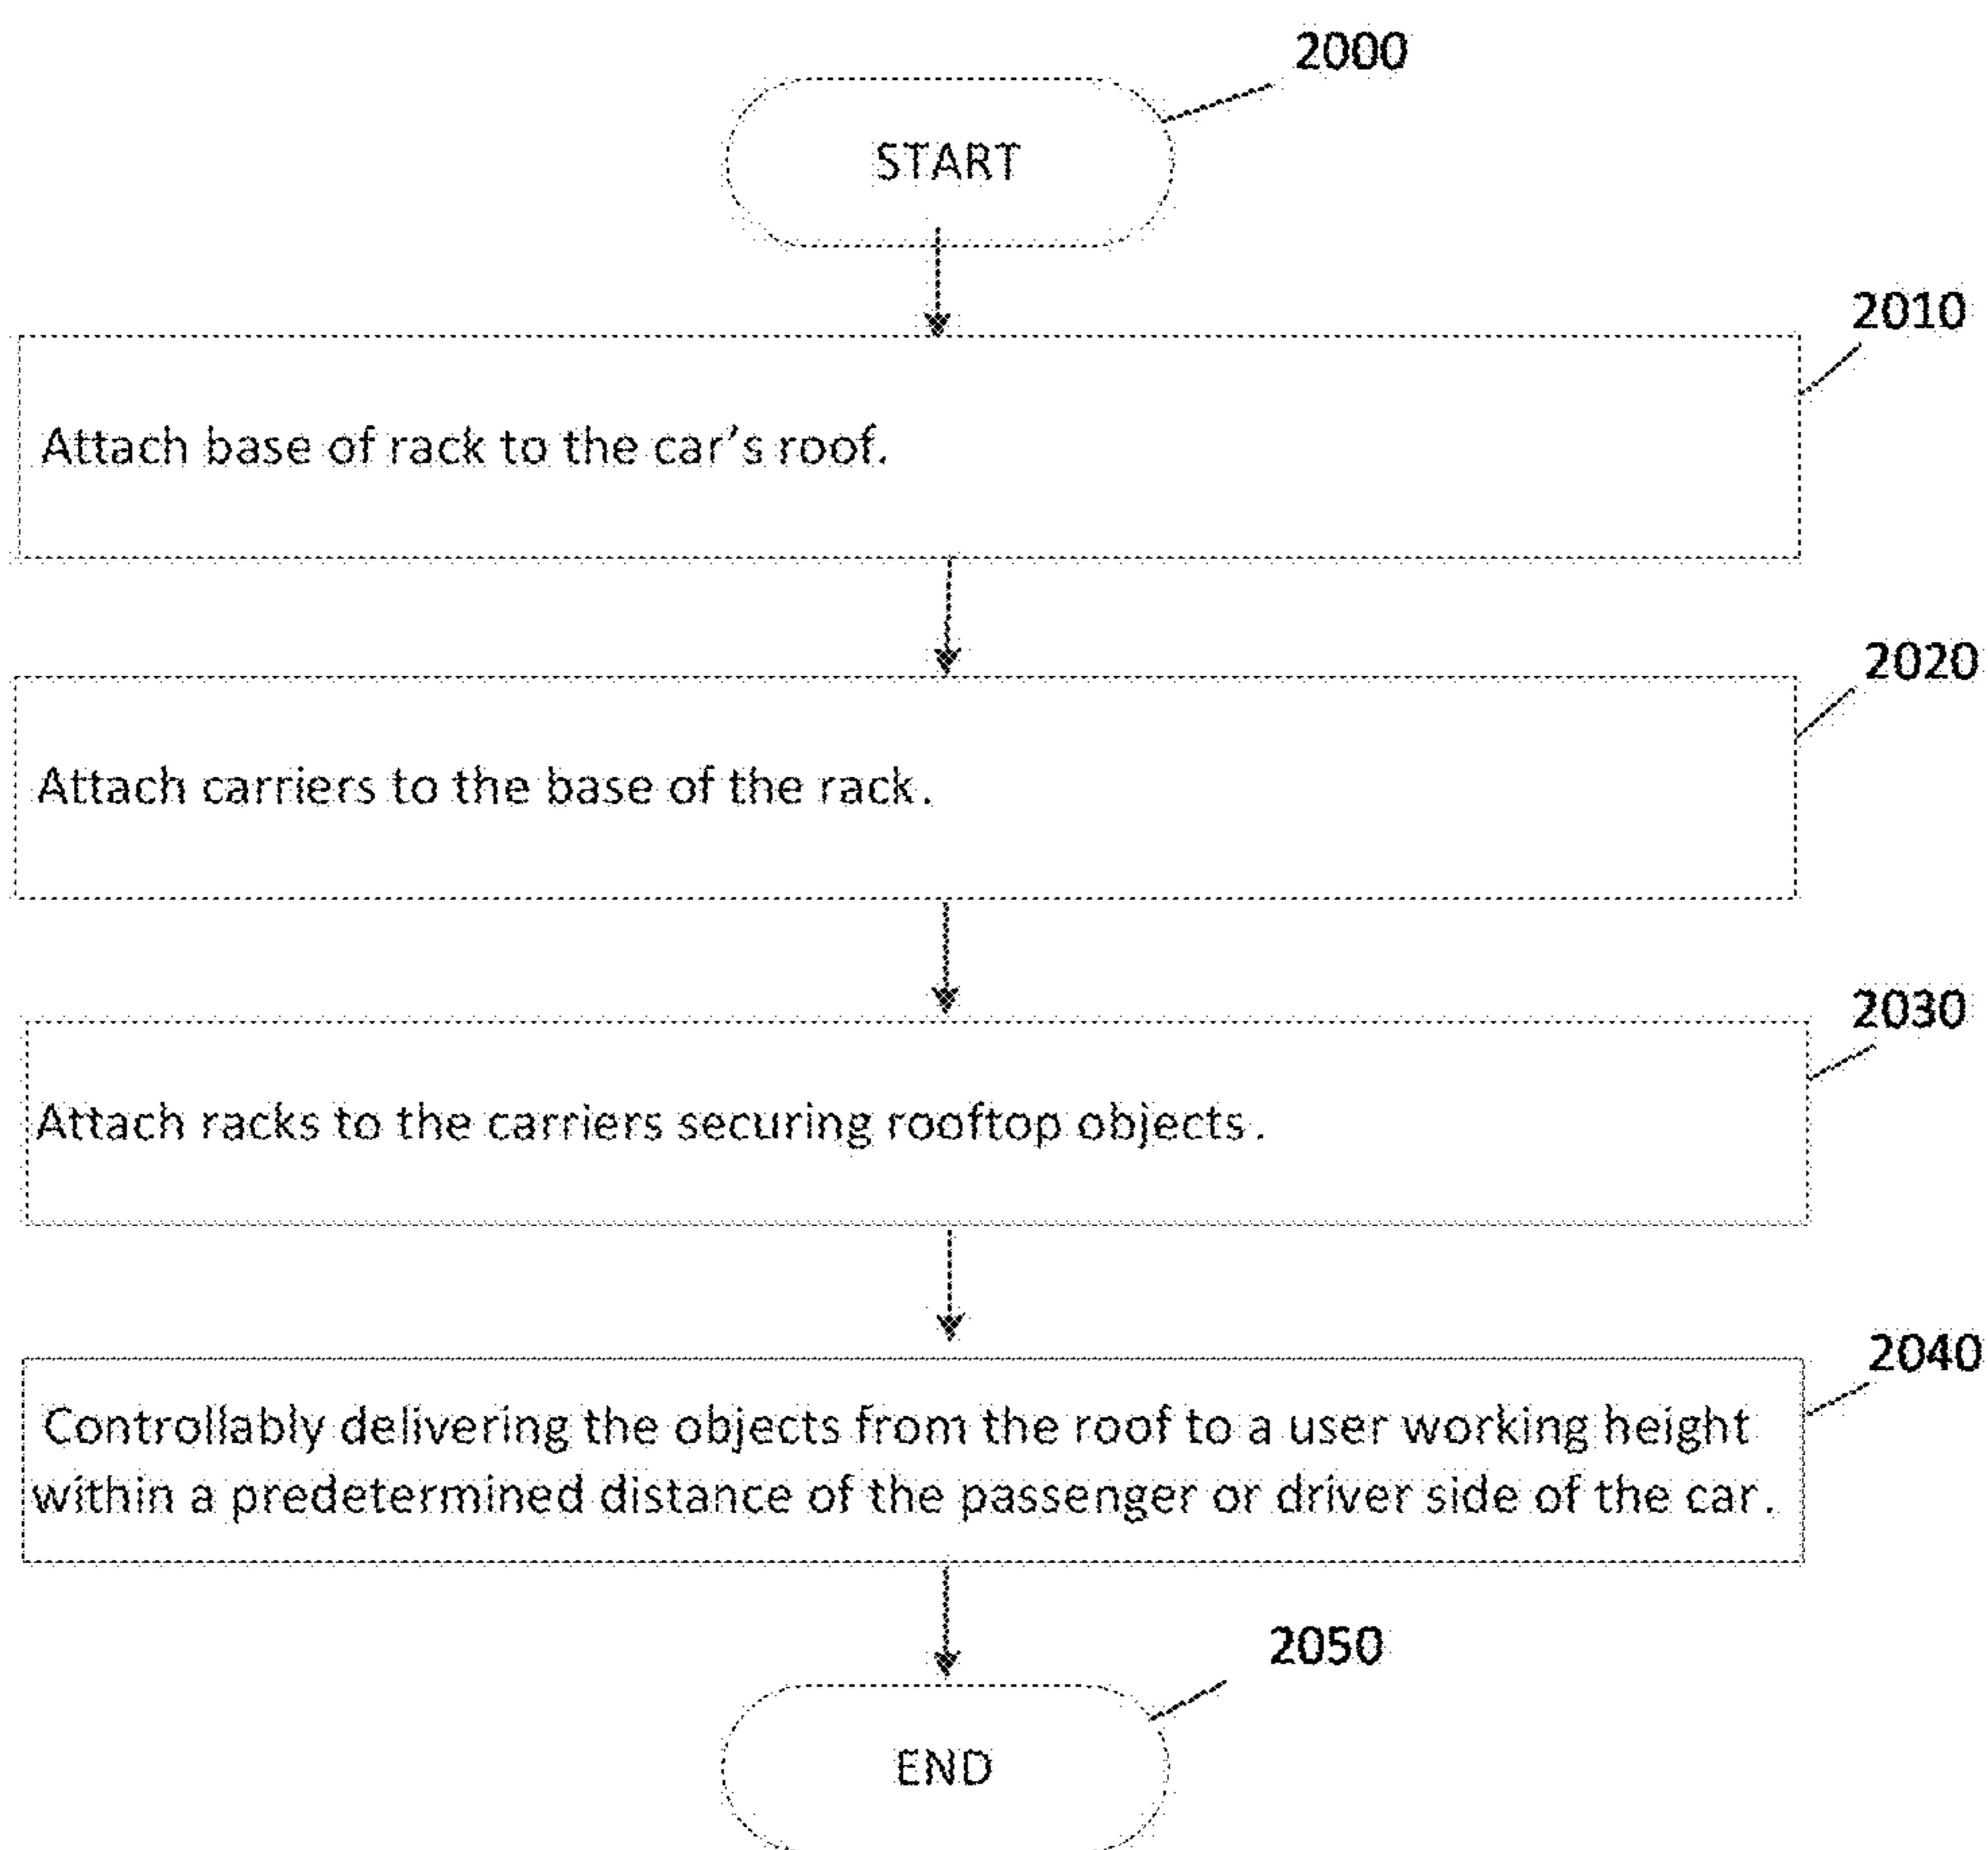 2000
START
2010
Attach base of rack to the car's roof.
2020
Attach carriers to the base of the rack.
2030
Attach racks to the carriers securing rooftop objects.
2040
Controllably delivering the objects from the roof to a user working height
within a predetermined distance of the passenger or driver side of the car.
2050
END